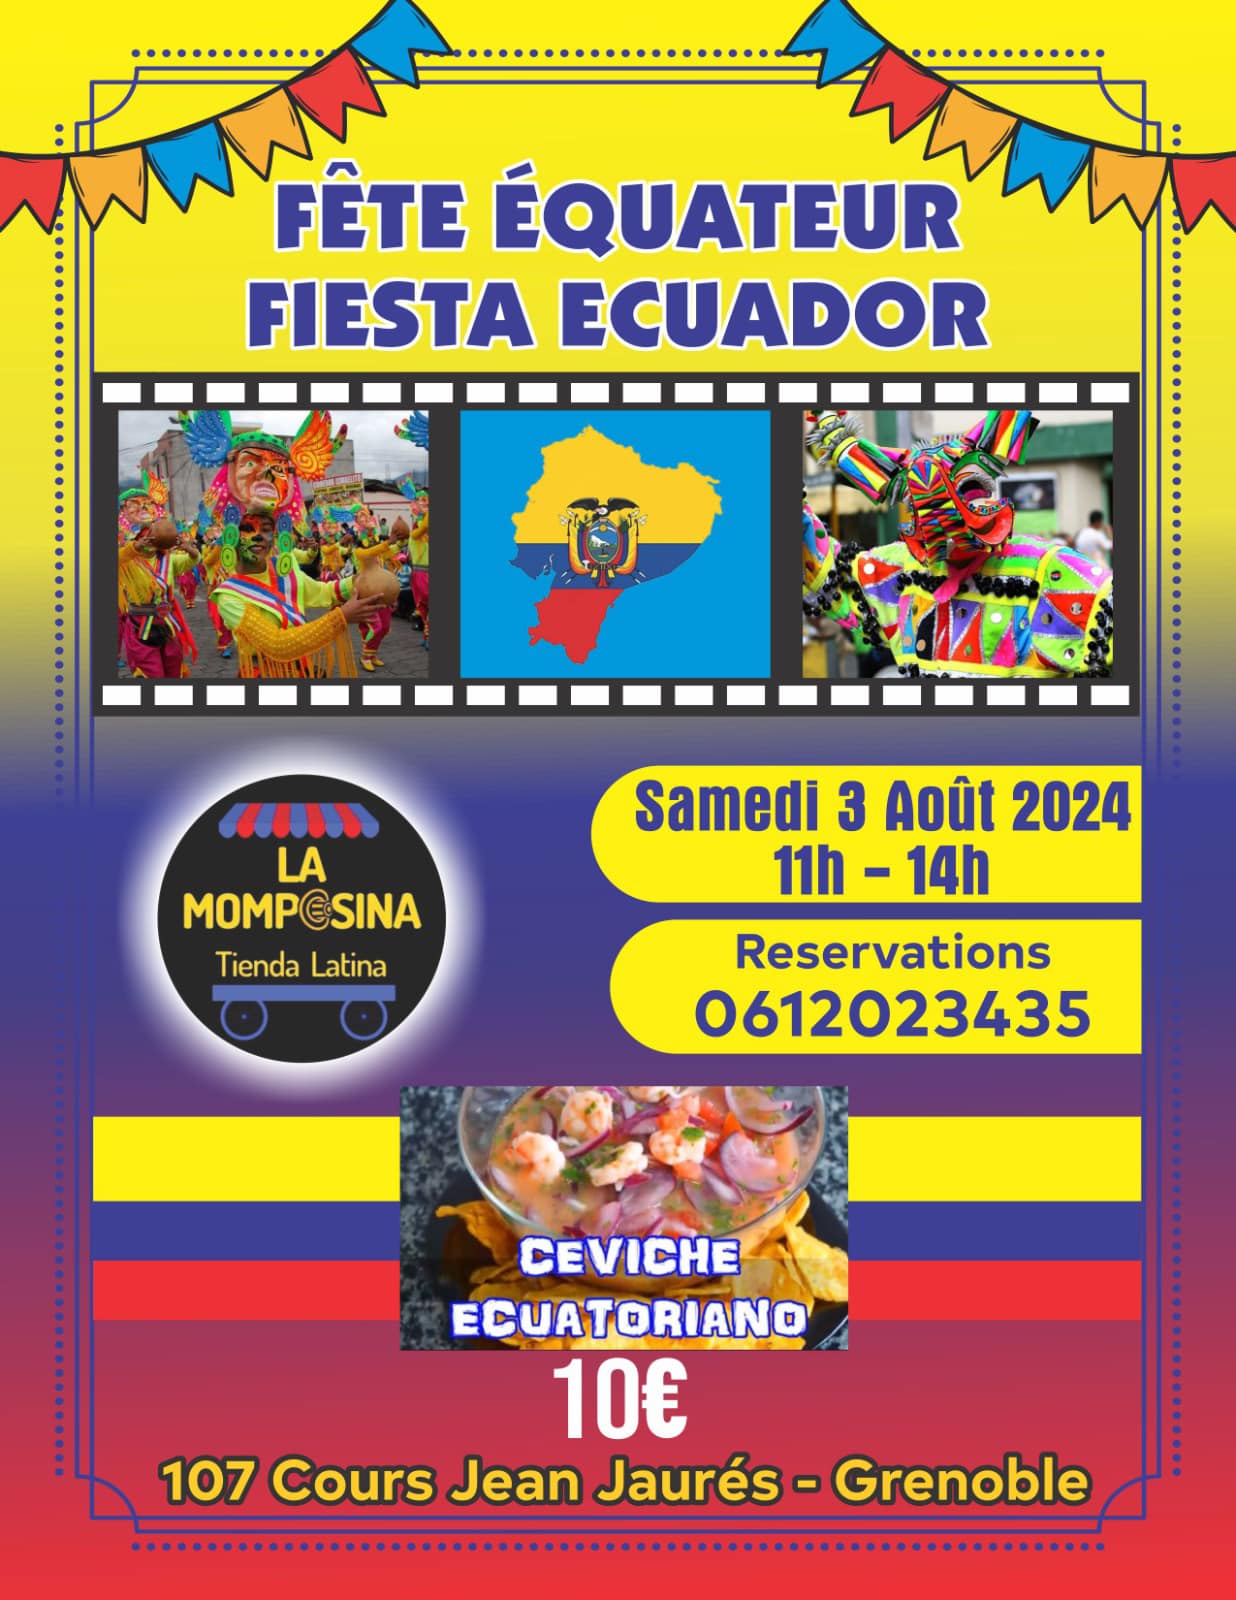 FÊTE ÉQUATEUR
FIESTA ECUADOR
Samedi 3 Août 2024
11h - 14h
LA
MOMPOSINA
Tienda Latina
Reservations
0612023435
CEVICHE
ECUATORIANO
10€
107 Cours Jean Jaurés - Grenoble